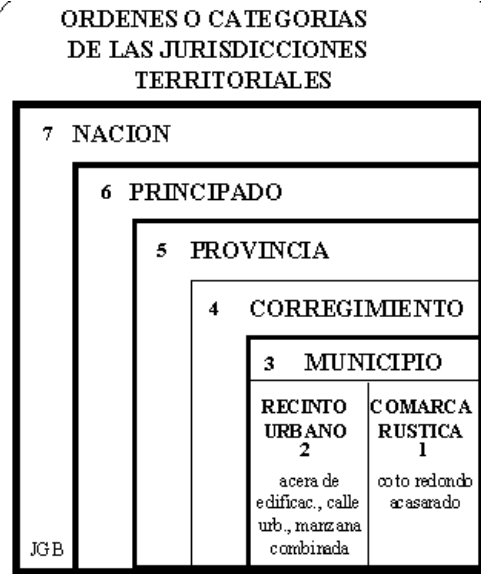 ORDENES O CATEGORIAS
DE LAS JURISDICCIONES
TERRITORIALES
7 NACION
6 PRINCIPADO
5 PROVINCIA
4 CORREGIMIENTO
3 MUNICIPIO
RECINTO
URBANO
2
acera de
edificac., calle
urb., manzana
combinada
COMARCA
RUSTICA
1
coto redondo
acasarado
JGB